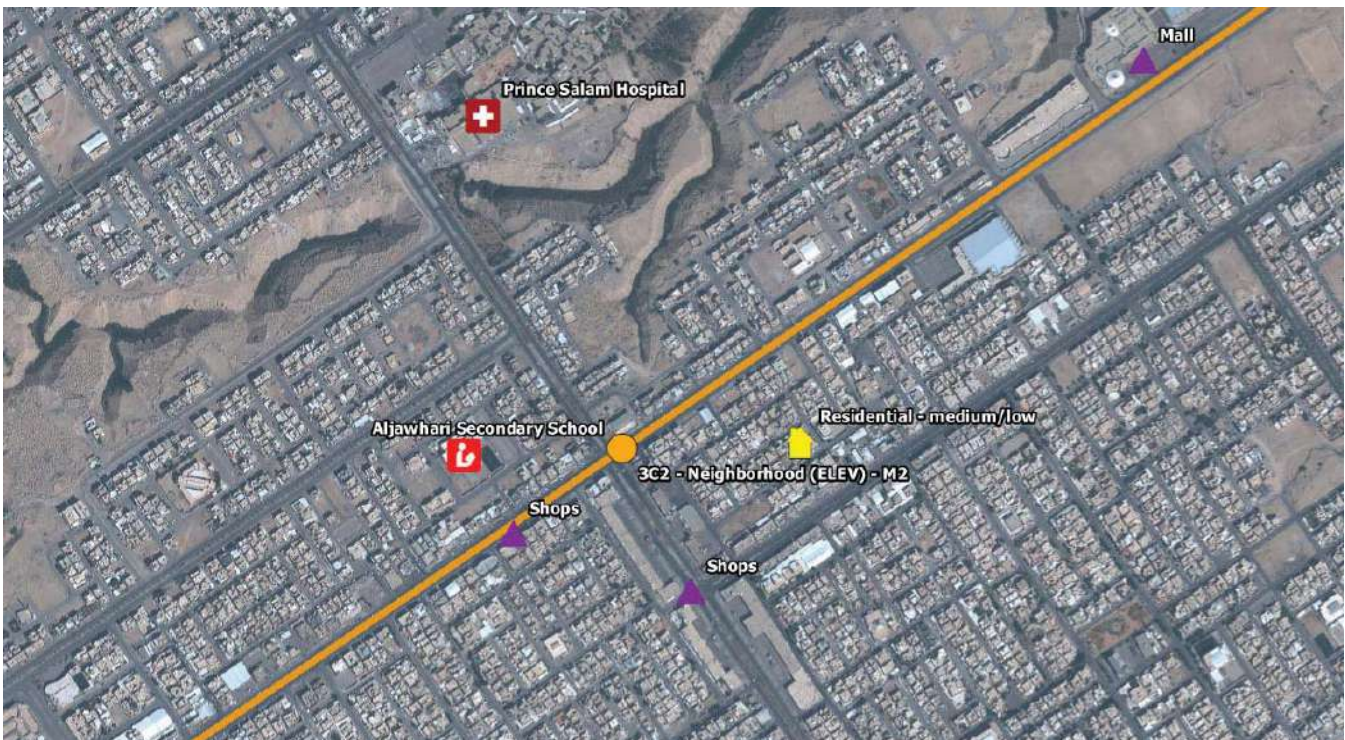 Mall
Prince Salam Hospital
Residential - medium/low
Aljawhari Secondary School
3C2 - Neighborhood (ELEV) - M2
Shops
Shops